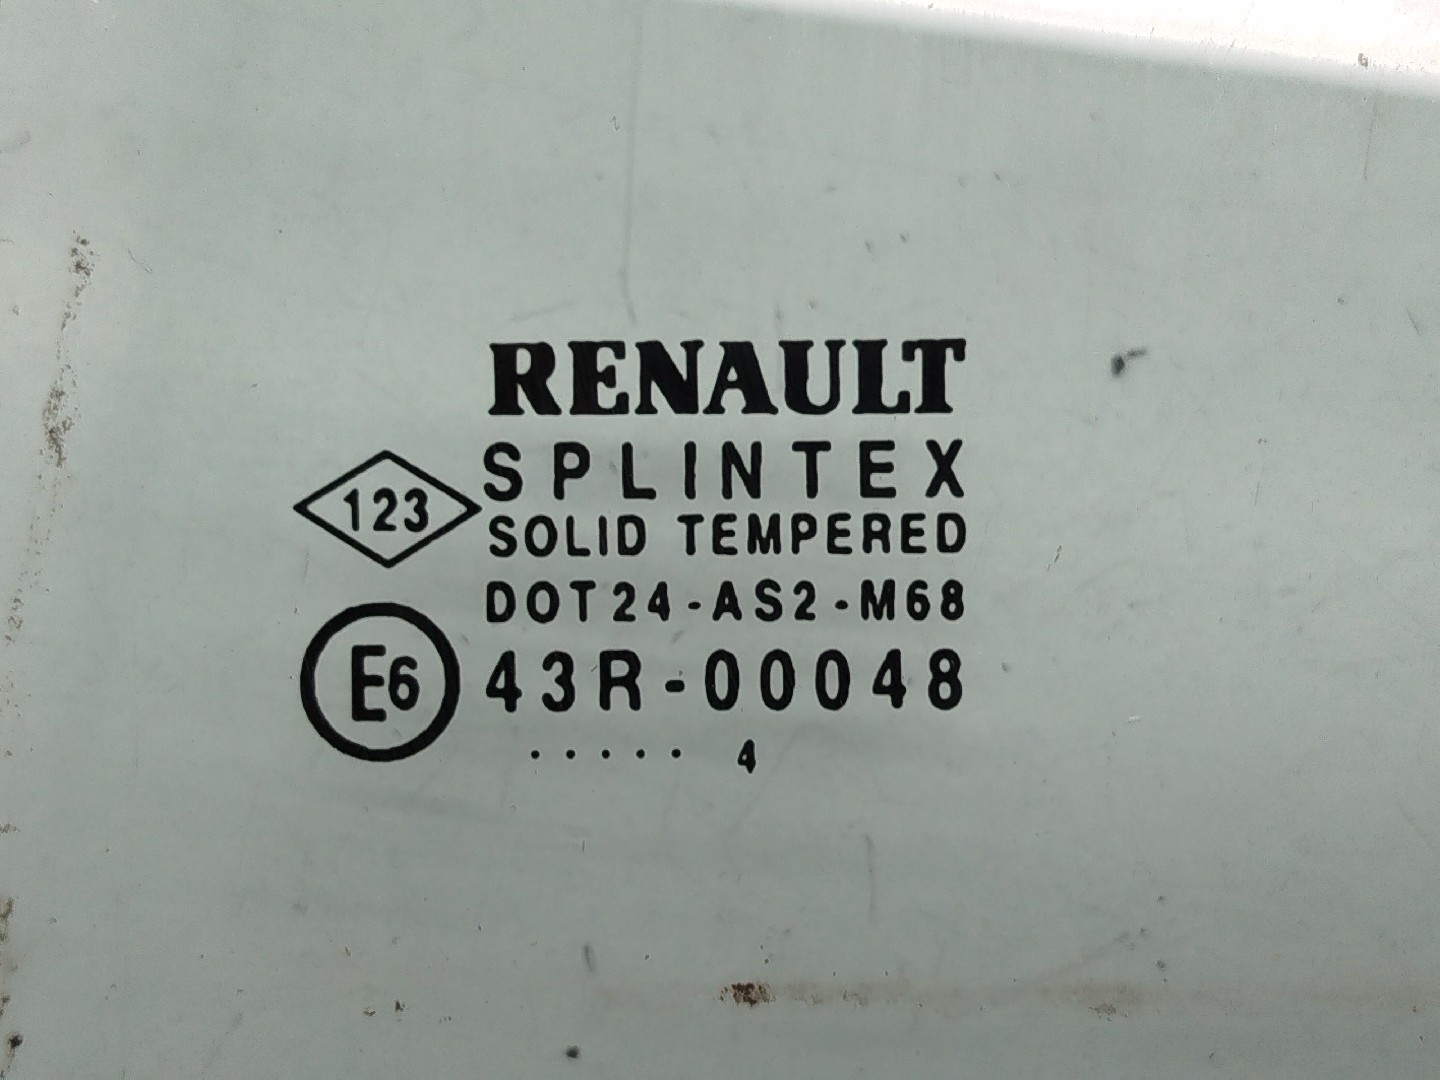 RENAULT
SPLINTEX
123
SOLID TEMPERED
DOT24-AS2-M68
E6
43R-00048
..... 4